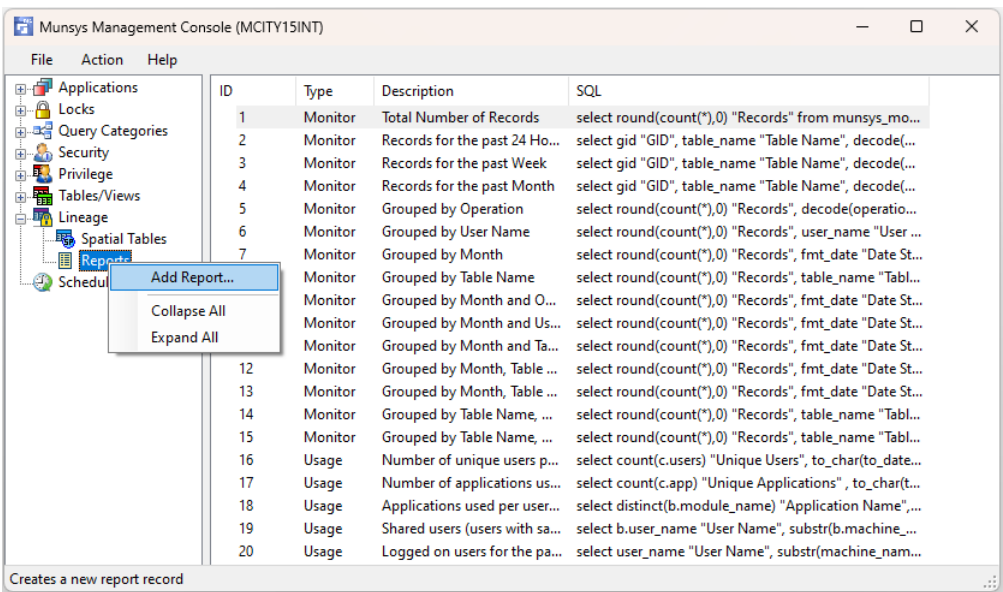 Munsys Management Console (MCITY15INT)
File Action Help
Applications
Locks
Query Categories
Security
Privilege
Tables/Views
Lineage
Spatial Tables
Reports
Schedul
Add Report...
Collapse All
Expand All
ID Type Description SQL
1 Monitor Total Number of Records select round(count(*),0) "Records" from munsys_mo...
2 Monitor Records for the past 24 Ho... select gid "GID", table_name "Table Name", decode(...
3 Monitor Records for the past Week select gid "GID", table_name "Table Name", decode(...
4 Monitor Records for the past Month select gid "GID", table_name "Table Name", decode(...
5 Monitor Grouped by Operation select round(count(*),0) "Records", decode(operatio...
6 Monitor Grouped by User Name select round(count(*),0) "Records", user_name "User ...
7 Monitor Grouped by Month select round(count(*),0) "Records", fmt_date "Date St...
Monitor Grouped by Table Name select round(count(*),0) "Records", table_name "Tabl...
Monitor Grouped by Month and O... select round(count(*),0) "Records", fmt_date "Date St...
Monitor Grouped by Month and Us... select round(count(*),0) "Records", fmt_date "Date St...
Monitor Grouped by Month and Ta... select round(count(*),0) "Records", fmt_date "Date St...
12 Monitor Grouped by Month, Table ... select round(count(*),0) "Records", fmt_date "Date St...
13 Monitor Grouped by Month, Table ... select round(count(*),0) "Records", fmt_date "Date St...
14 Monitor Grouped by Table Name, ... select round(count(*),0) "Records", table_name "Tabl...
15 Monitor Grouped by Table Name, ... select round(count(*),0) "Records", table_name "Tabl...
16 Usage Number of unique users p... select count(c.users) "Unique Users", to_char(to_date...
17 Usage Number of applications us... select count(c.app) "Unique Applications" , to_char(t...
18 Usage Applications used per user... select distinct(b.module_name) "Application Name",...
19 Usage Shared users (users with sa... select b.user_name "User Name", substr(b.machine_...
20 Usage Logged on users for the pa... select user_name "User Name", substr(machine_nam...
Creates a new report record